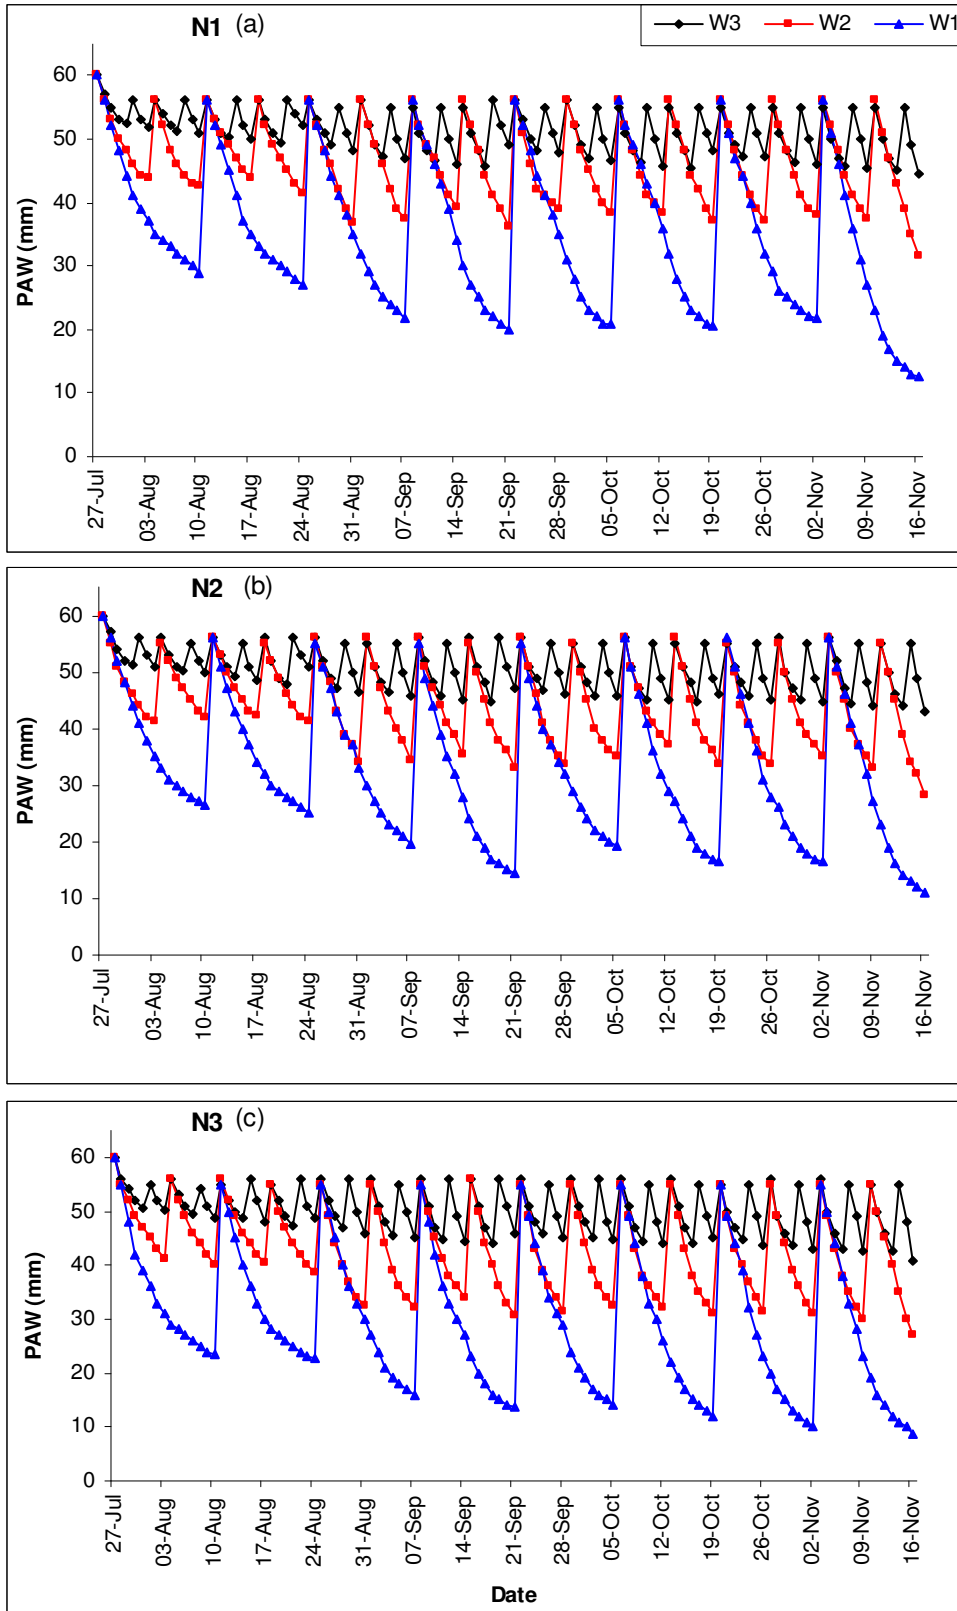 N1 (a)
W3 W2 W1
PAW (mm)
60
50
40
30
20
10
0
27-Jul 03-Aug 10-Aug 17-Aug 24-Aug 31-Aug 07-Sep 14-Sep 21-Sep 28-Sep 05-Oct 12-Oct 19-Oct 26-Oct 02-Nov 09-Nov 16-Nov
N2 (b)
PAW (mm)
60
50
40
30
20
10
0
27-Jul 03-Aug 10-Aug 17-Aug 24-Aug 31-Aug 07-Sep 14-Sep 21-Sep 28-Sep 05-Oct 12-Oct 19-Oct 26-Oct 02-Nov 09-Nov 16-Nov
N3 (c)
PAW (mm)
60
50
40
30
20
10
0
27-Jul 03-Aug 10-Aug 17-Aug 24-Aug 31-Aug 07-Sep 14-Sep 21-Sep 28-Sep 05-Oct 12-Oct 19-Oct 26-Oct 02-Nov 09-Nov 16-Nov
Date